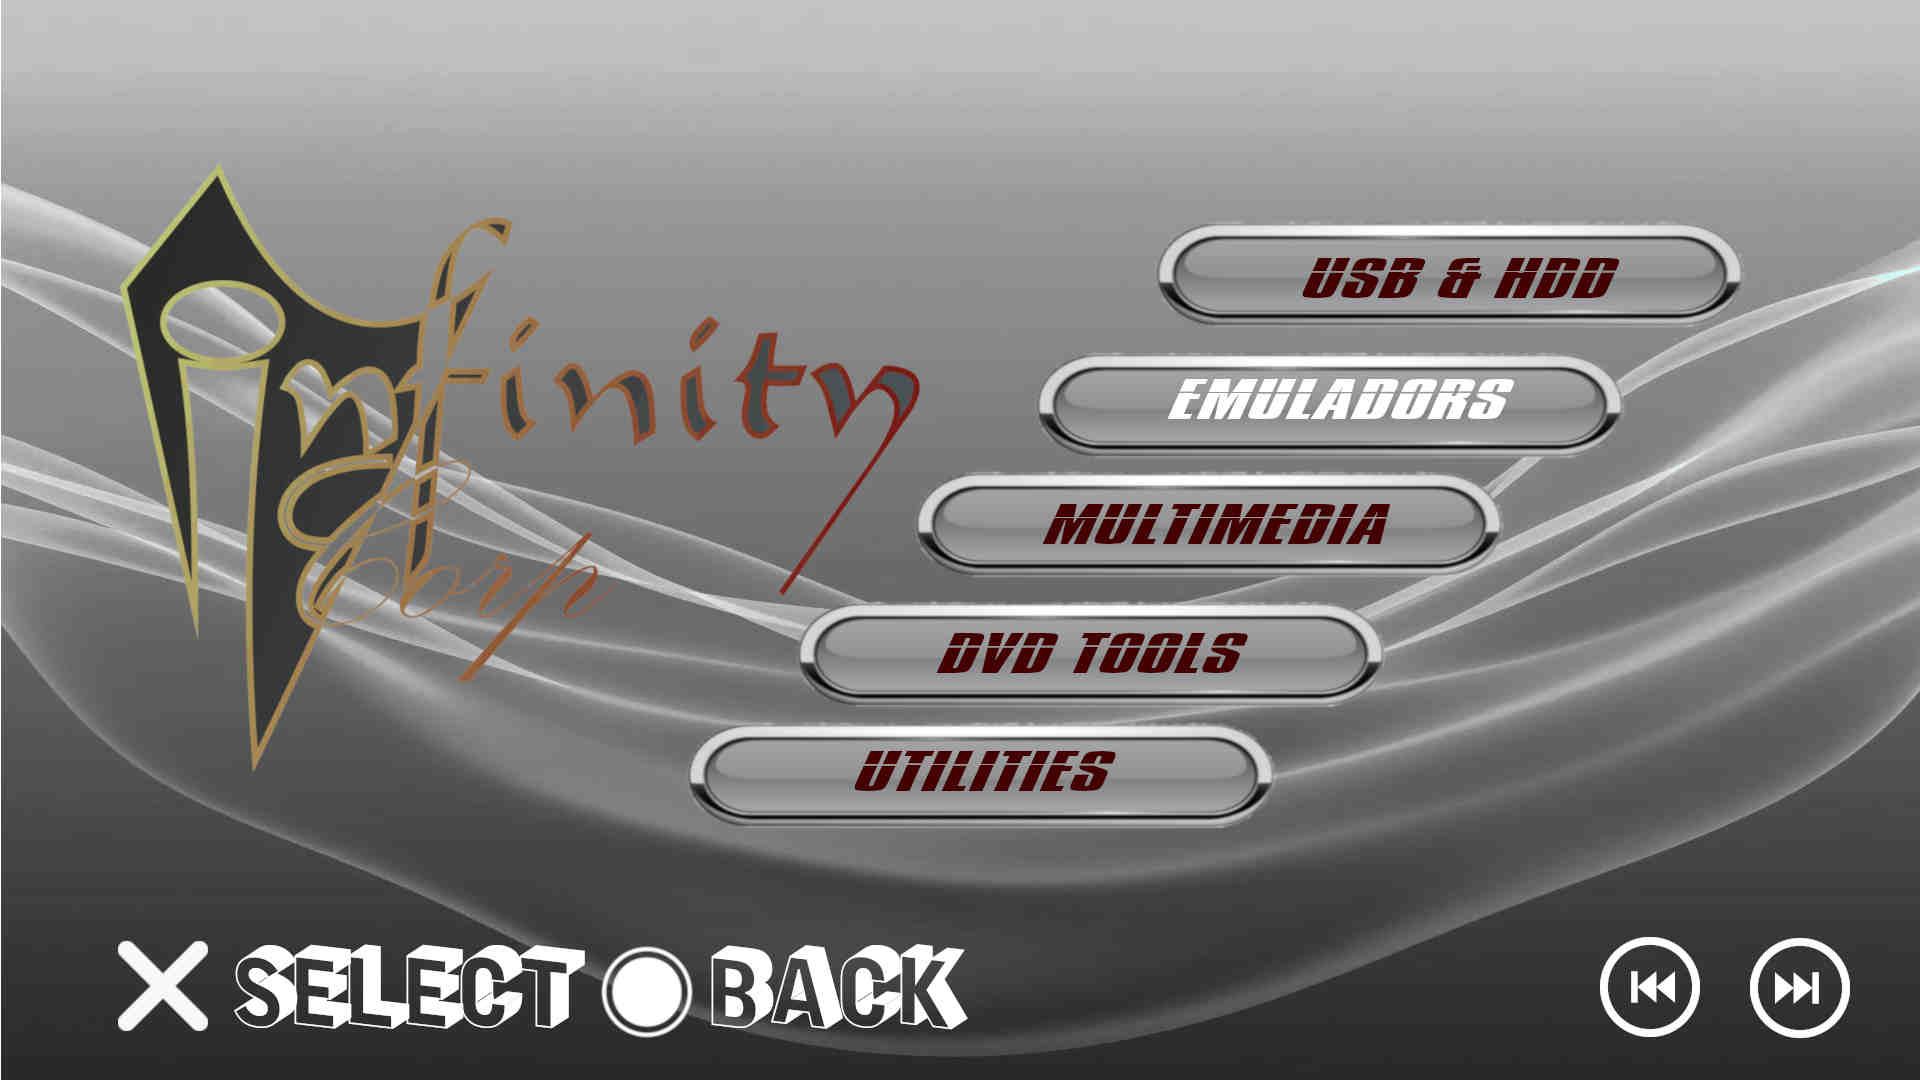 infinity
Corp
USB & HDD
EMULADORS
MULTIMEDIA
DVD TOOLS
UTILITIES
SELECT BACK